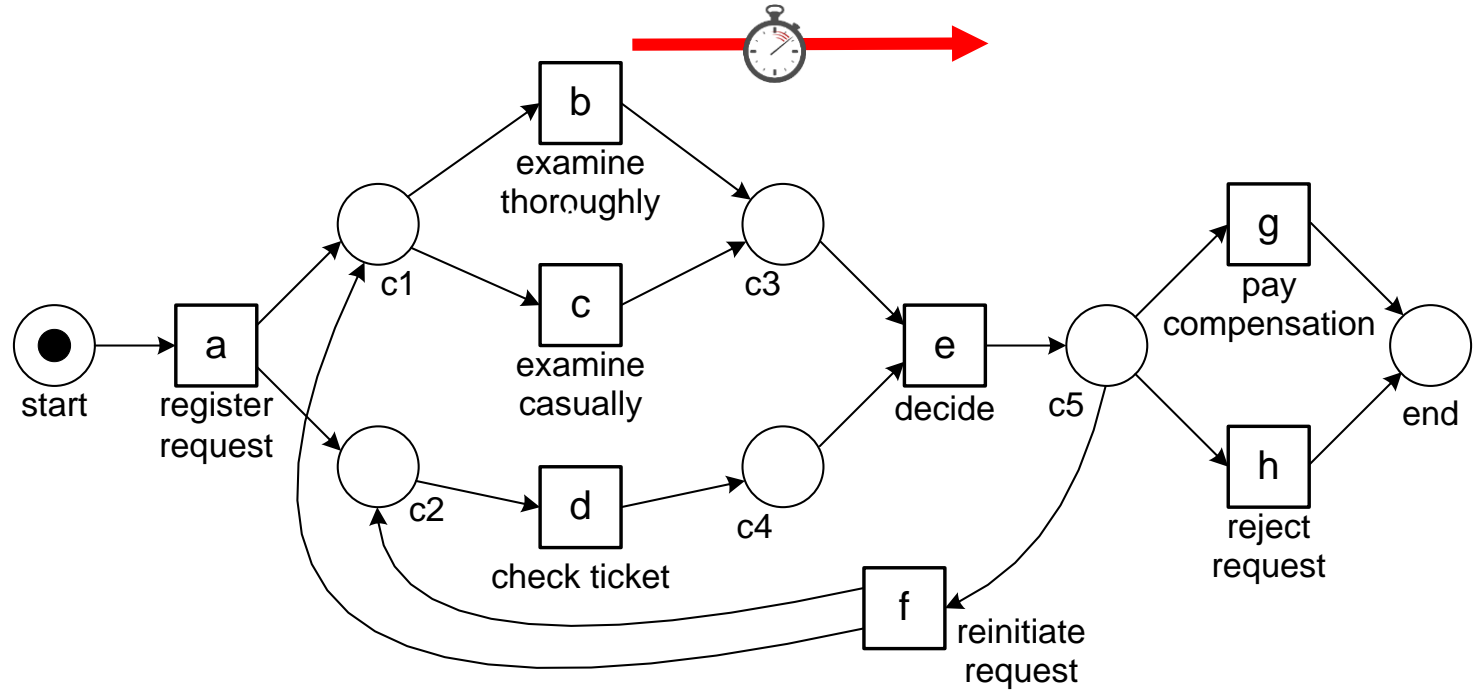 b
examine
thoroughly
c1
c3
g
pay
compensation
c
examine
casually
a
e
start
register
request
decide
c5
end
c2
d
c4
h
check ticket
reject
request
f
reinitiate
request